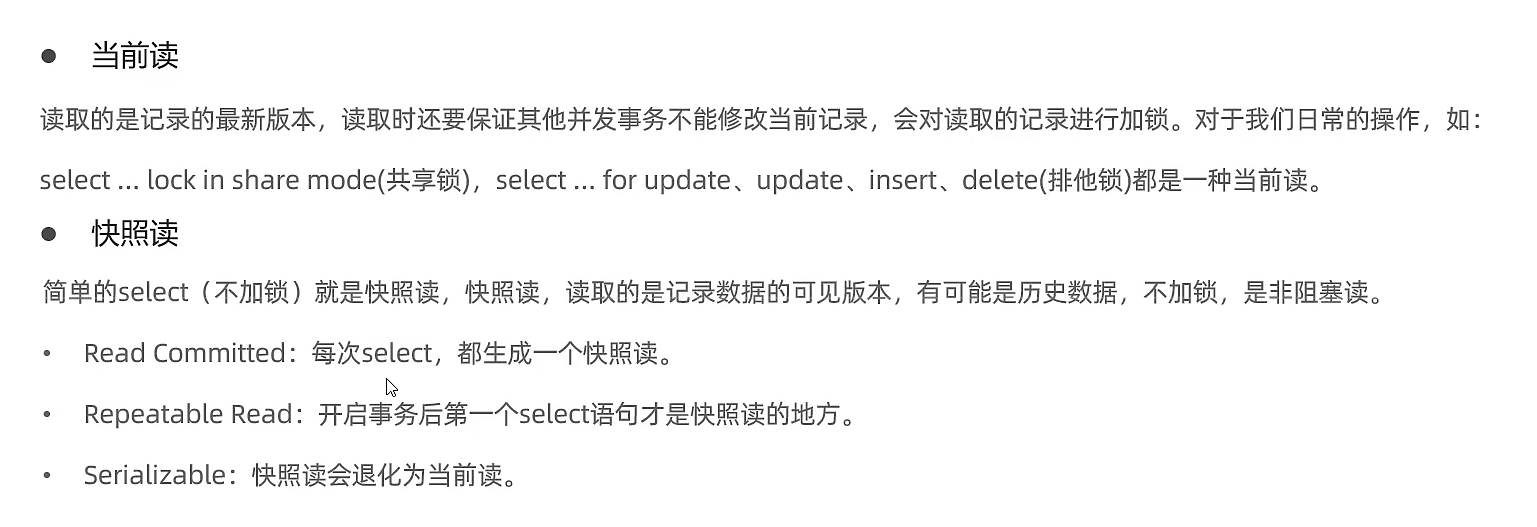 ● 当前读
读取的是记录的最新版本，读取时还要保证其他并发事务不能修改当前记录，会对读取的记录进行加锁。对于我们日常的操作，如：
select ... lock in share mode(共享锁)，select ... for update、update、insert、delete(排他锁)都是一种当前读。
● 快照读
简单的select（不加锁）就是快照读，快照读，读取的是记录数据的可见版本，有可能是历史数据，不加锁，是非阻塞读。
• Read Committed：每次select，都生成一个快照读。
• Repeatable Read：开启事务后第一个select语句才是快照读的地方。
• Serializable：快照读会退化为当前读。